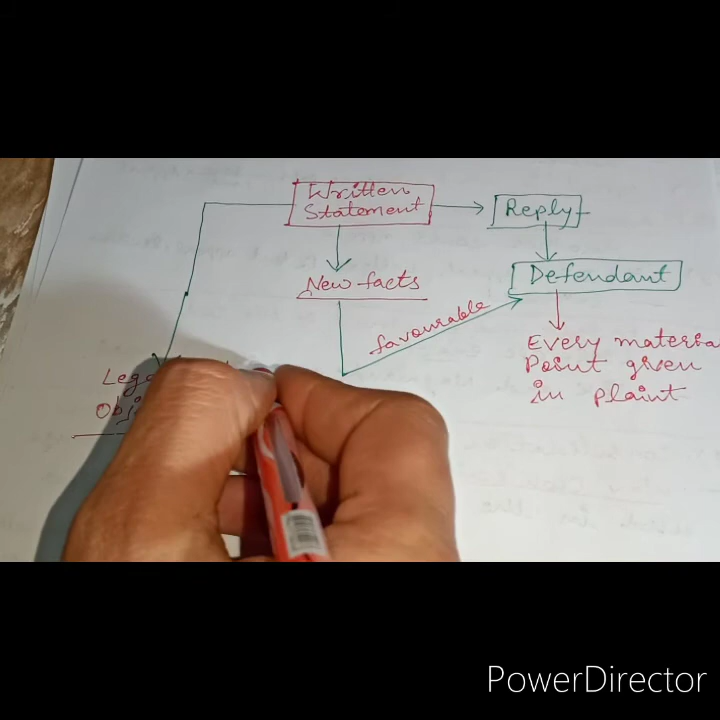 Written
Statement
Reply
Defendant
New facts
favourable
Every materia
Point given
in plaint
PowerDirector